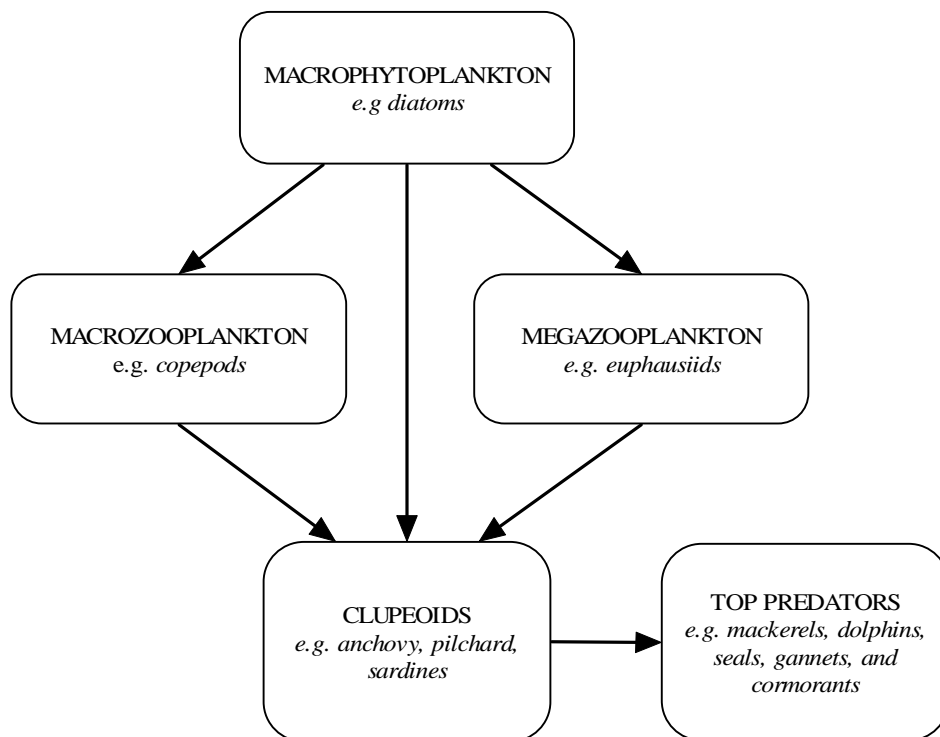 MACROPHYTOPLANKTON
e.g diatoms
MACROZOOPLANKTON
e.g. copepods
MEGAZOOPLANKTON
e.g. euphausiids
CLUPEOIDS
e.g. anchovy, pilchard,
sardines
TOP PREDATORS
e.g. mackerels, dolphins,
seals, gannets, and
cormorants